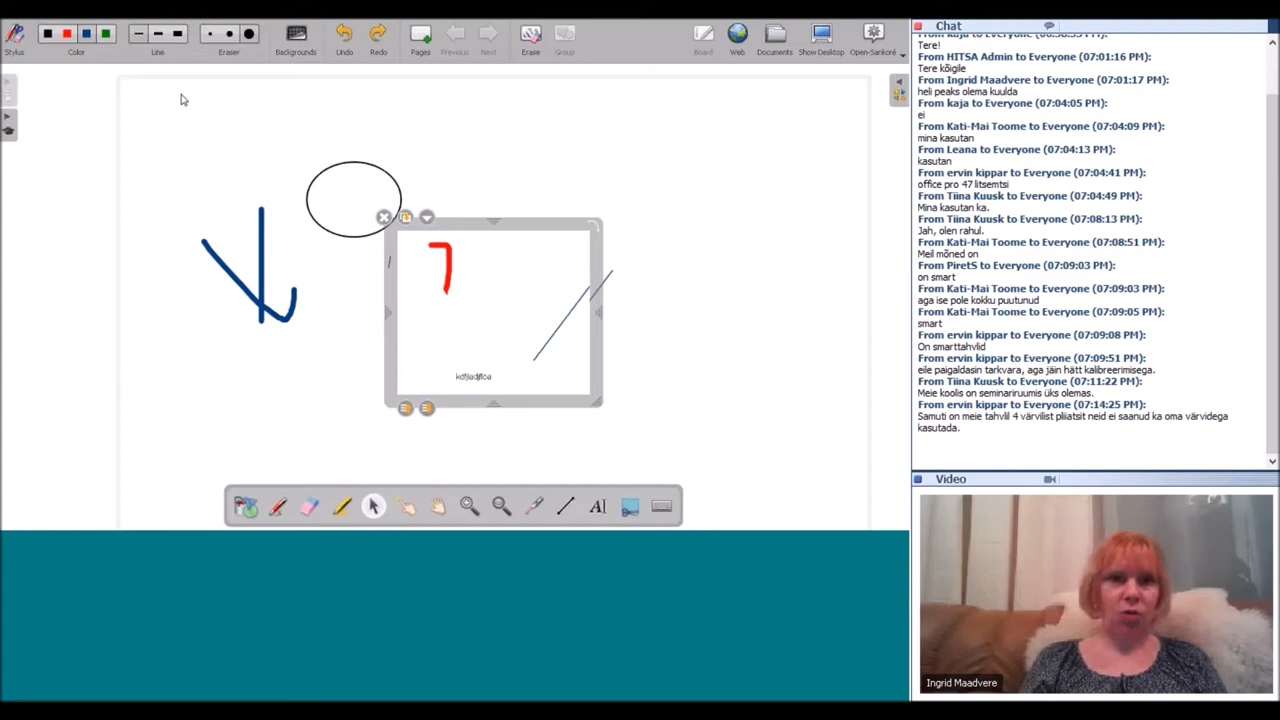 Stylus
Color
Line
Eraser
Backgrounds
Undo
Redo
Pages
Previous
Next
Erase
Group
Board
Web
Documents
Show Desktop
Open-Sankoré
7
kdfjiadjflöa
Chat
Tere!
From HITSA Admin to Everyone (07:01:16 PM):
Tere kõigile
From Ingrid Maadvere to Everyone (07:01:17 PM):
heli peaks olema kuulda
From kaja to Everyone (07:04:05 PM):
ei
From Kati-Mai Toome to Everyone (07:04:09 PM):
mina kasutan
From Leana to Everyone (07:04:13 PM):
kasutan
From ervin kippar to Everyone (07:04:41 PM):
office pro 47 litsemtsi
From Tiina Kuusk to Everyone (07:04:49 PM):
Mina kasutan ka.
From Tiina Kuusk to Everyone (07:08:13 PM):
Jah, olen rahul.
From Kati-Mai Toome to Everyone (07:08:51 PM):
Meil mõned on
From PiretS to Everyone (07:09:03 PM):
on smart
From Kati-Mai Toome to Everyone (07:09:03 PM):
aga ise pole kokku puutunud
From Kati-Mai Toome to Everyone (07:09:05 PM):
smart
From ervin kippar to Everyone (07:09:08 PM):
On smarttahvlid
From ervin kippar to Everyone (07:09:51 PM):
eile paigaldasin tarkvara, aga jäin hätt kalibreerimisega.
From Tiina Kuusk to Everyone (07:11:22 PM):
Meie koolis on seminariruumis üks olemas.
From ervin kippar to Everyone (07:14:25 PM):
Samuti on meie tahvlil 4 värvilist pliiatsit neid ei saanud ka oma värvidega
kasutada.
Video
Ingrid Maadvere